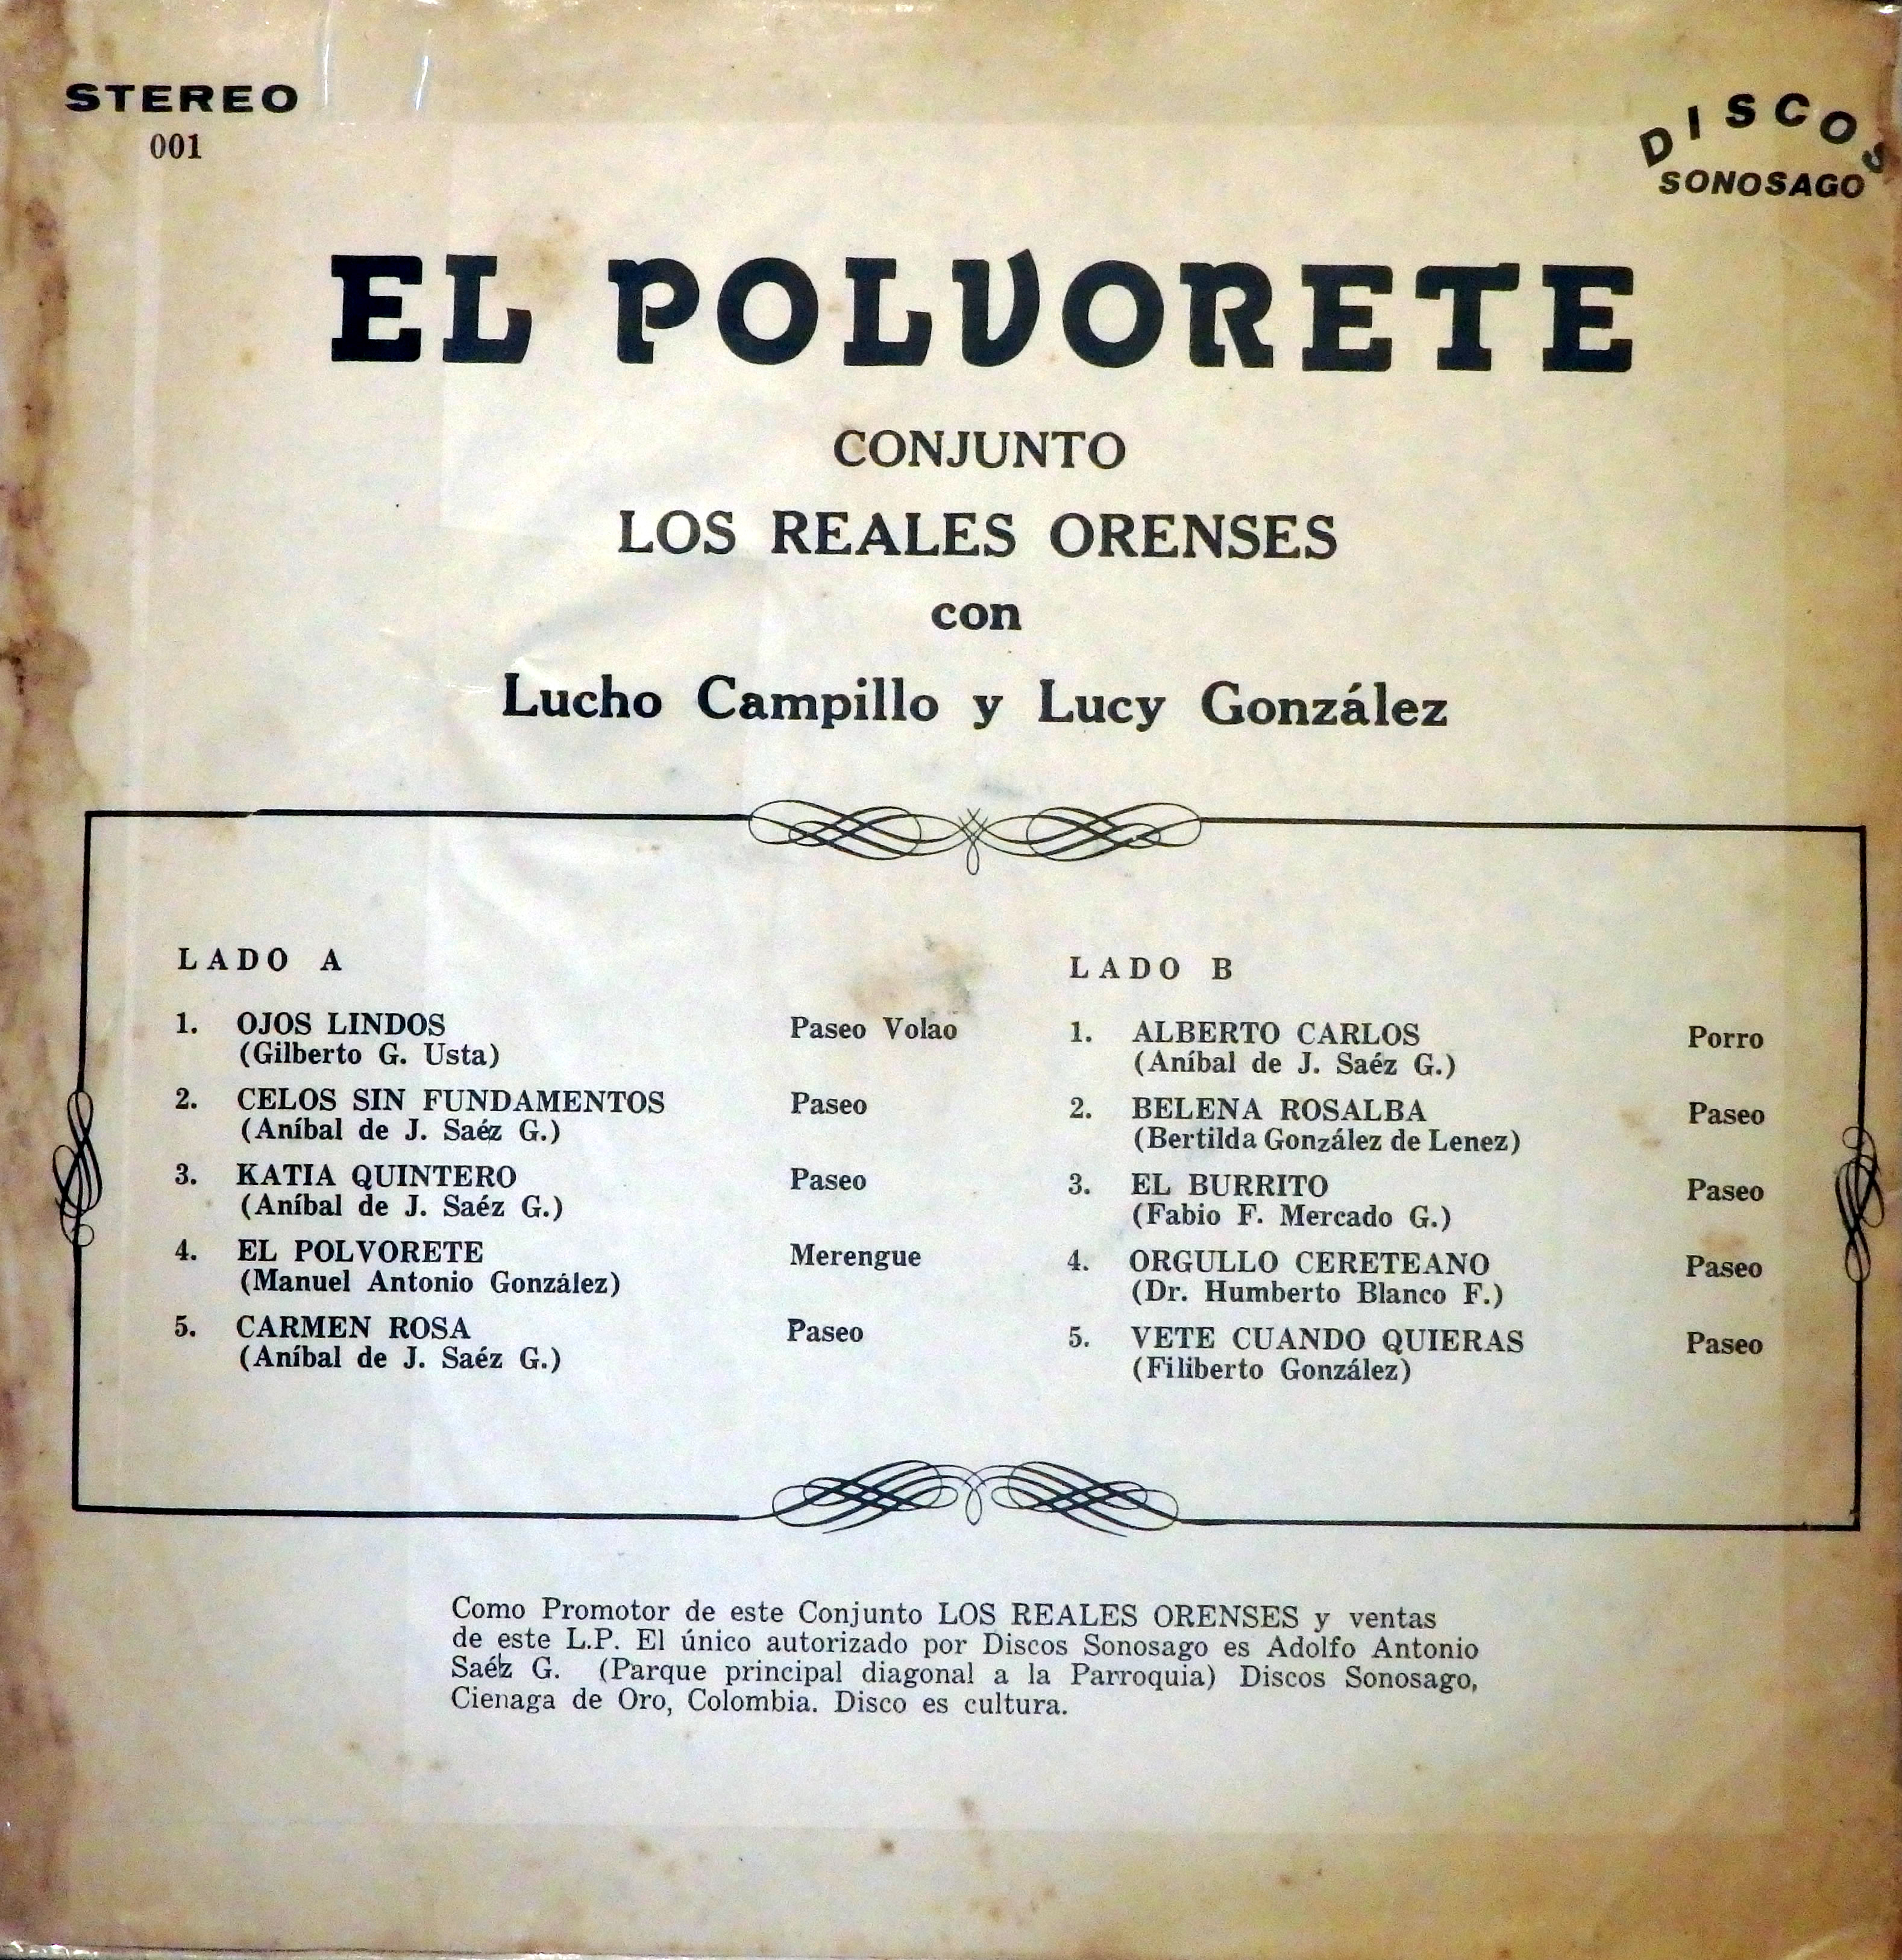 STEREO
001
DISCOS
SONOSAGO
EL POLVORETE
CONJUNTO
LOS REALES ORENSES
con
Lucho Campillo y Lucy González
LADO A
1. OJOS LINDOS Paseo Volao
(Gilberto G. Usta)
2. CELOS SIN FUNDAMENTOS Paseo
(Aníbal de J. Saéz G.)
3. KATIA QUINTERO Paseo
(Aníbal de J. Saéz G.)
4. EL POLVORETE Merengue
(Manuel Antonio González)
5. CARMEN ROSA Paseo
(Aníbal de J. Saéz G.)
LADO B
1. ALBERTO CARLOS Porro
(Aníbal de J. Saéz G.)
2. BELENA ROSALBA Paseo
(Bertilda González de Lenez)
3. EL BURRITO Paseo
(Fabio F. Mercado G.)
4. ORGULLO CERETEANO Paseo
(Dr. Humberto Blanco F.)
5. VETE CUANDO QUIERAS Paseo
(Filiberto González)
Como Promotor de este Conjunto LOS REALES ORENSES y ventas
de este L.P. El único autorizado por Discos Sonosago es Adolfo Antonio
Saéz G. (Parque principal diagonal a la Parroquia) Discos Sonosago,
Cienaga de Oro, Colombia. Disco es cultura.